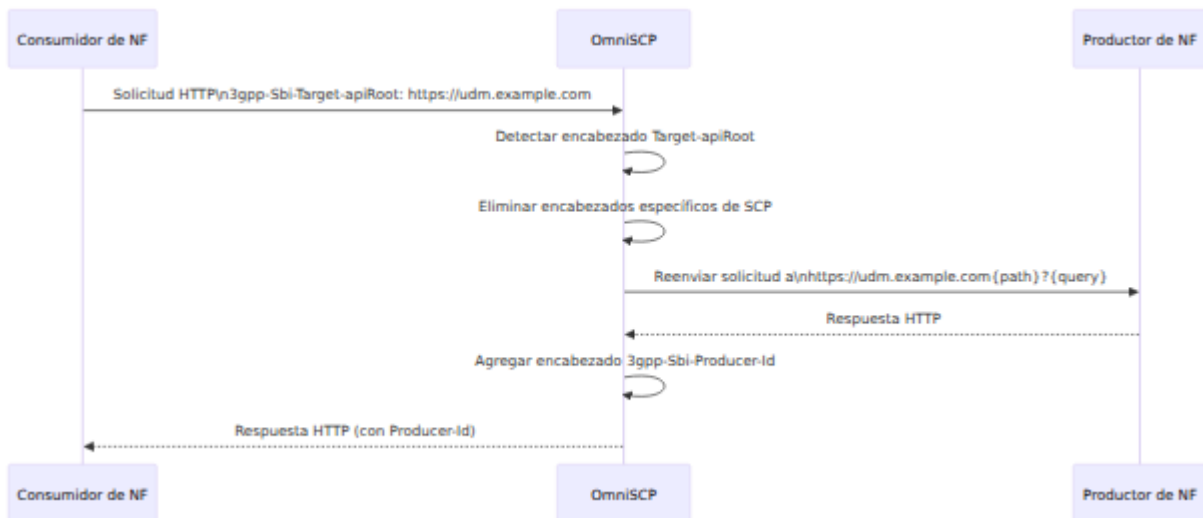 Consumidor de NF
OmniSCP
Productor de NF
Solicitud HTTP\n3gpp-Sbi-Target-apiRoot: https://udm.example.com
Detectar encabezado Target-apiRoot
Eliminar encabezados específicos de SCP
Reenviar solicitud a\nhttps://udm.example.com{path}?{query}
Respuesta HTTP
Agregar encabezado 3gpp-Sbi-Producer-Id
Respuesta HTTP (con Producer-Id)
Consumidor de NF
OmniSCP
Productor de NF